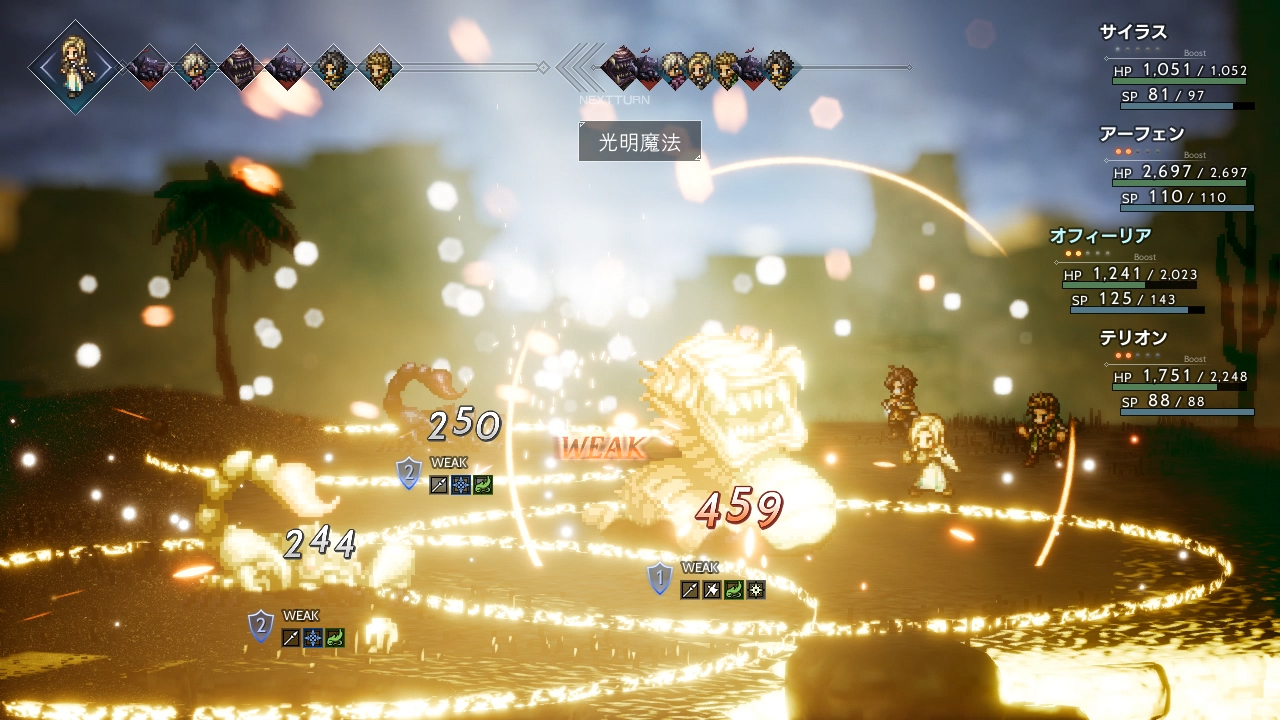 NEXTTURN
光明魔法
サイラス
Boost
HP 1,051 / 1,052
SP 81 / 97
アーフェン
Boost
HP 2,697 / 2,697
SP 110 / 110
オフィーリア
Boost
HP 1,241 / 2,023
SP 125 / 143
テリオン
Boost
HP 1,751 / 2,248
SP 88 / 88
250
WEAK
2
WEAK
459
244
WEAK
1
WEAK
2